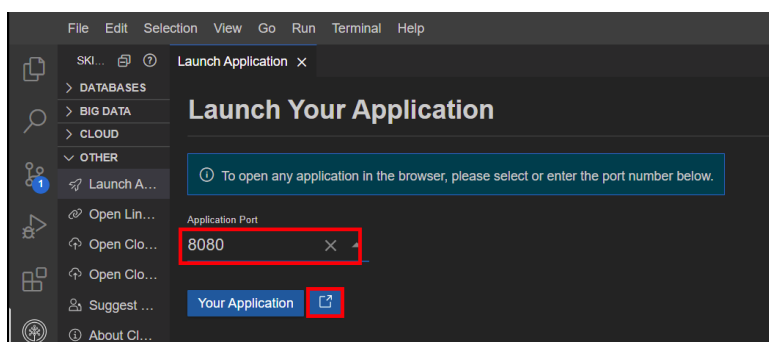 File Edit Selection View Go Run Terminal Help
SKI...
Launch Application
DATABASES
BIG DATA
CLOUD
OTHER
Launch A...
Open Lin...
Open Clo...
Open Clo...
Suggest ...
About Cl...
1
Launch Your Application
To open any application in the browser, please select or enter the port number below.
Application Port
8080
Your Application